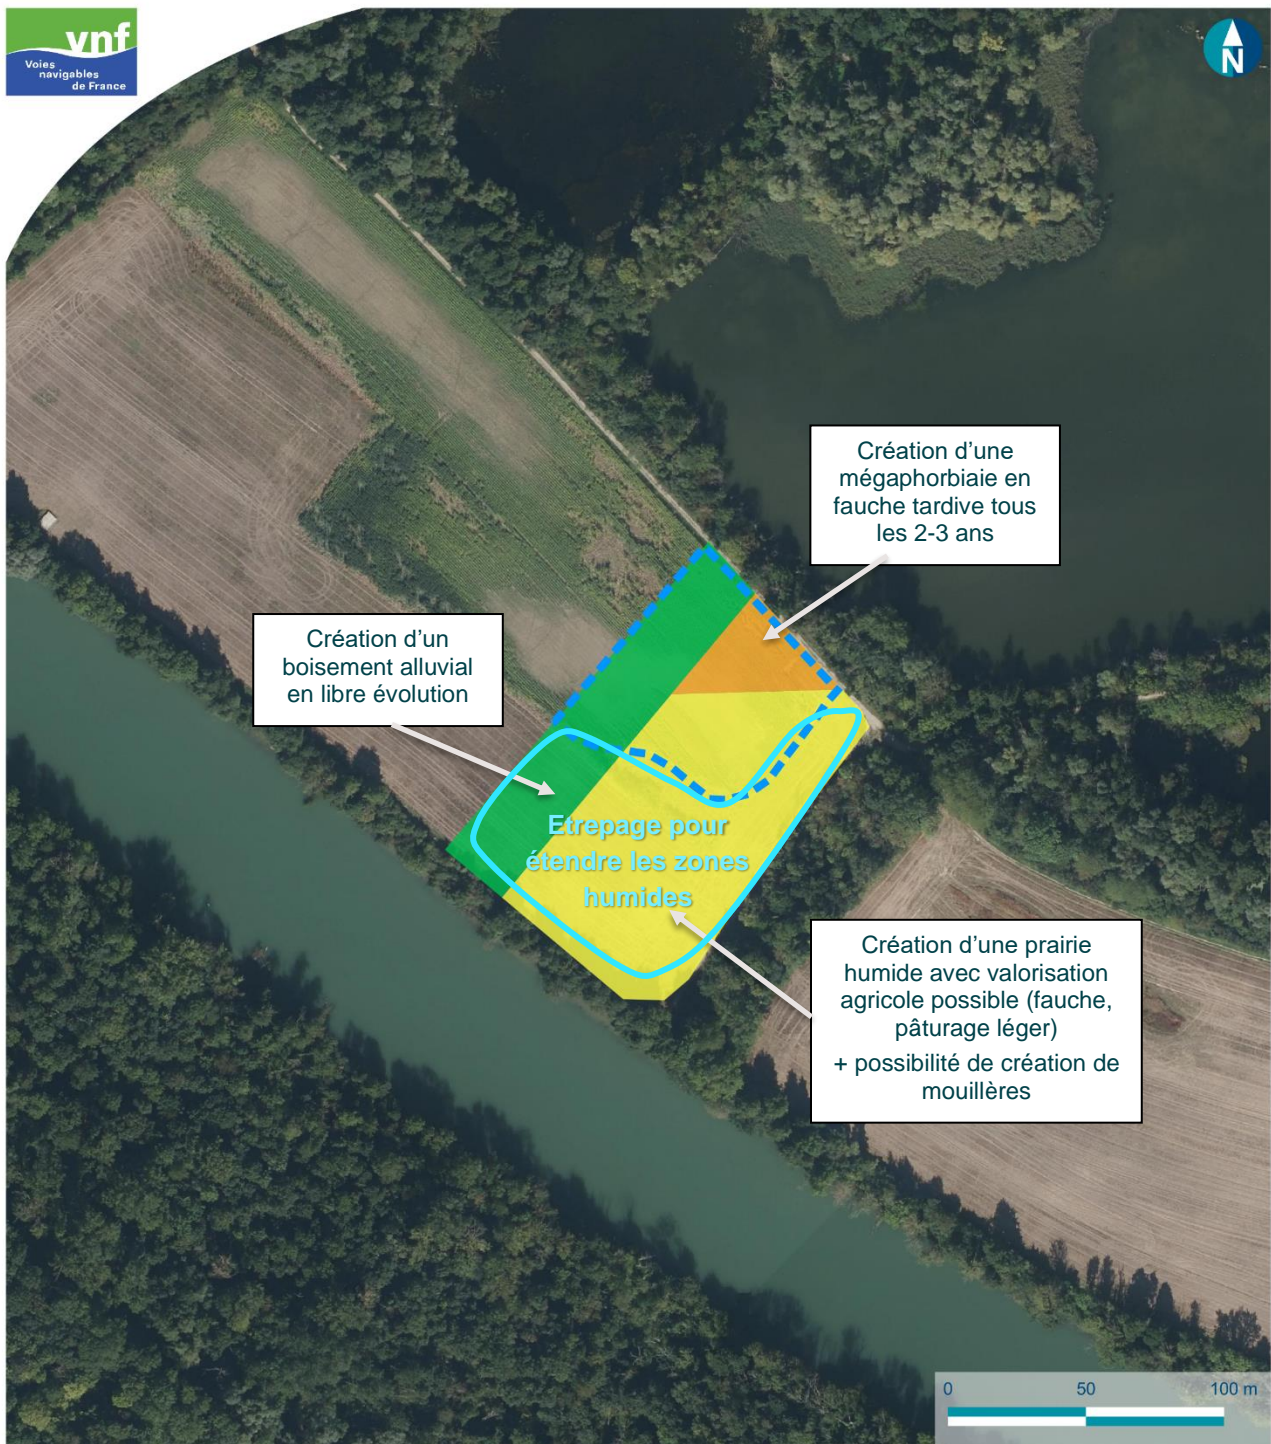 vnf
Voies
navigables
de France
N
Création d'une
mégaphorbiaie en
fauche tardive tous
les 2-3 ans
Création d'un
boisement alluvial
en libre évolution
Etrepage pour
étendre les zones
humides
Création d'une prairie
humide avec valorisation
agricole possible (fauche,
pâturage léger)
+ possibilité de création de
mouillères
0 50 100 m